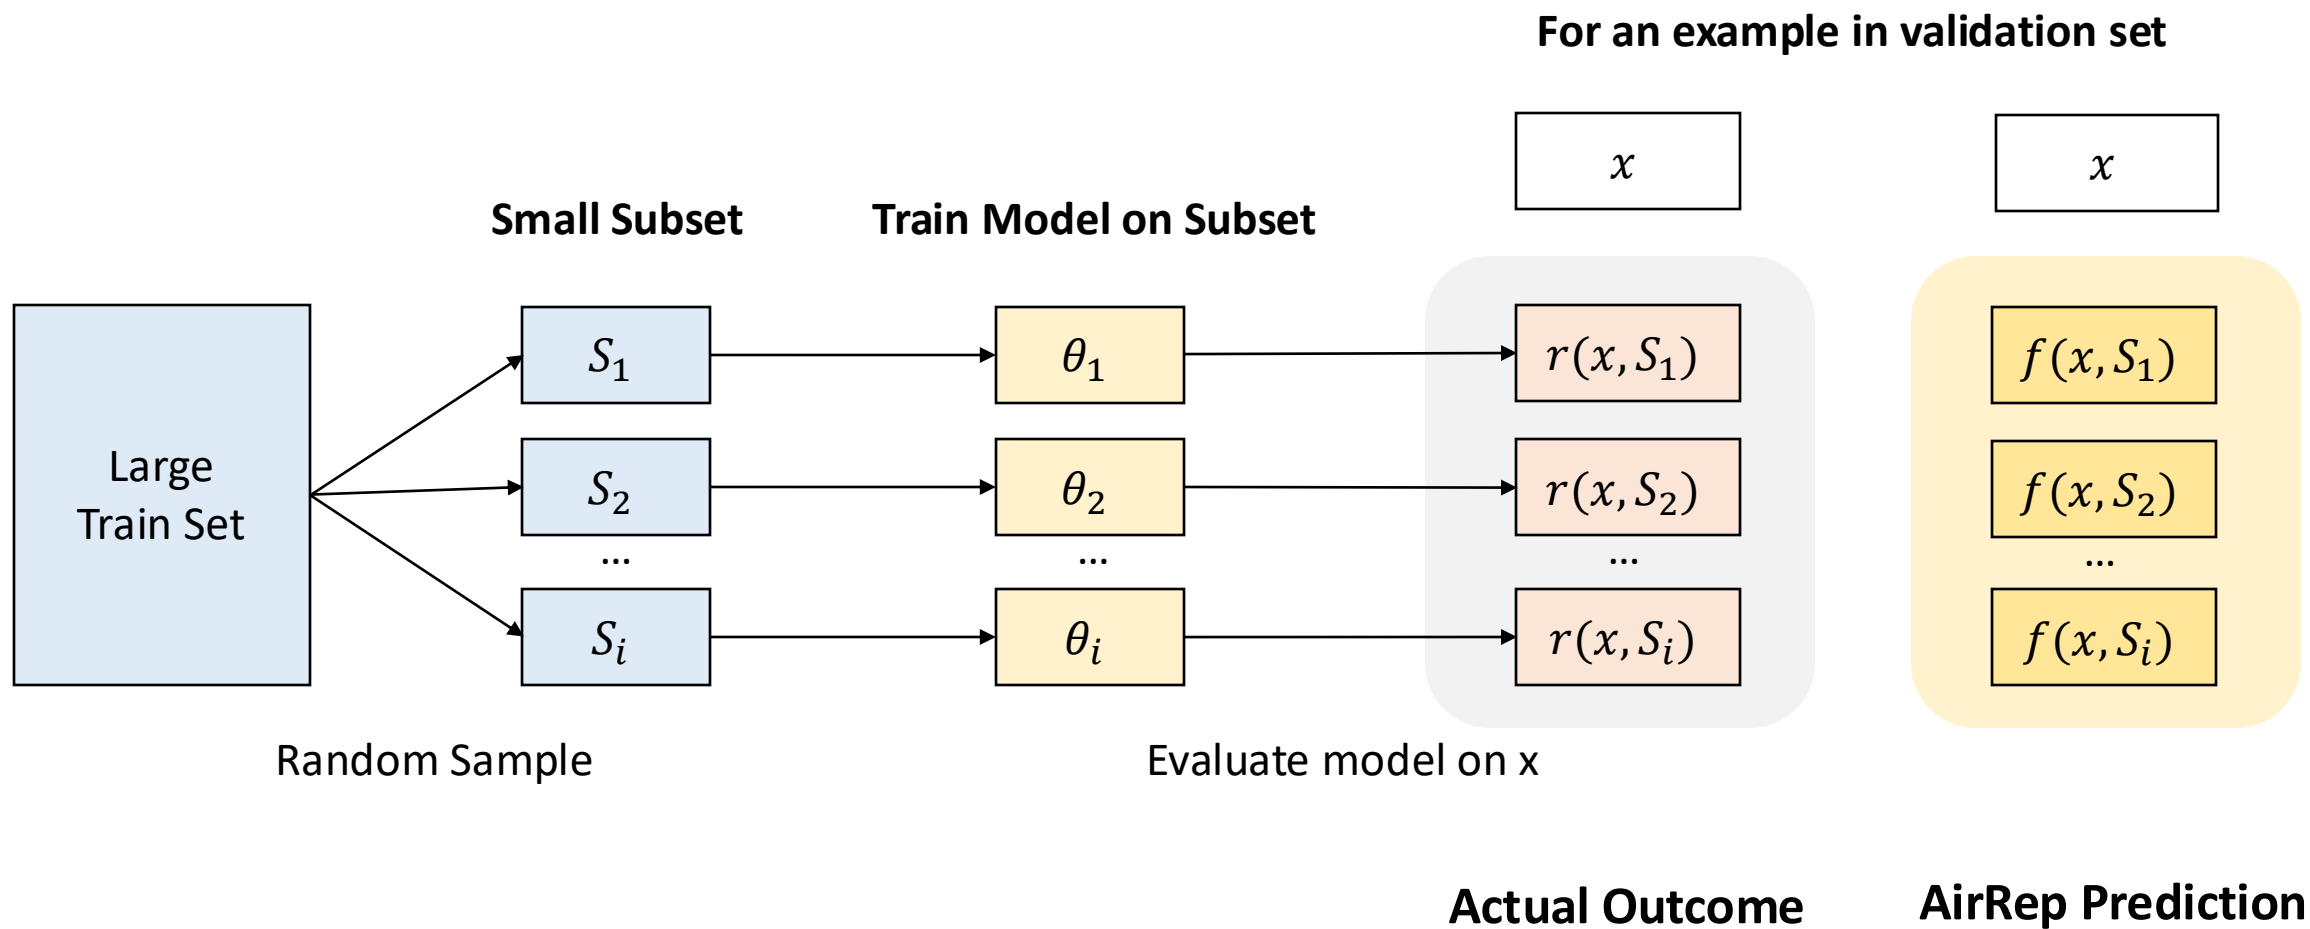 For an example in validation set
x
x
Small Subset
Train Model on Subset
Large
Train Set
S₁
θ₁
r(x, S₁)
f(x, S₁)
S₂
θ₂
r(x, S₂)
f(x, S₂)
...
...
...
...
Sᵢ
θᵢ
r(x, Sᵢ)
f(x, Sᵢ)
Random Sample
Evaluate model on x
Actual Outcome
AirRep Prediction